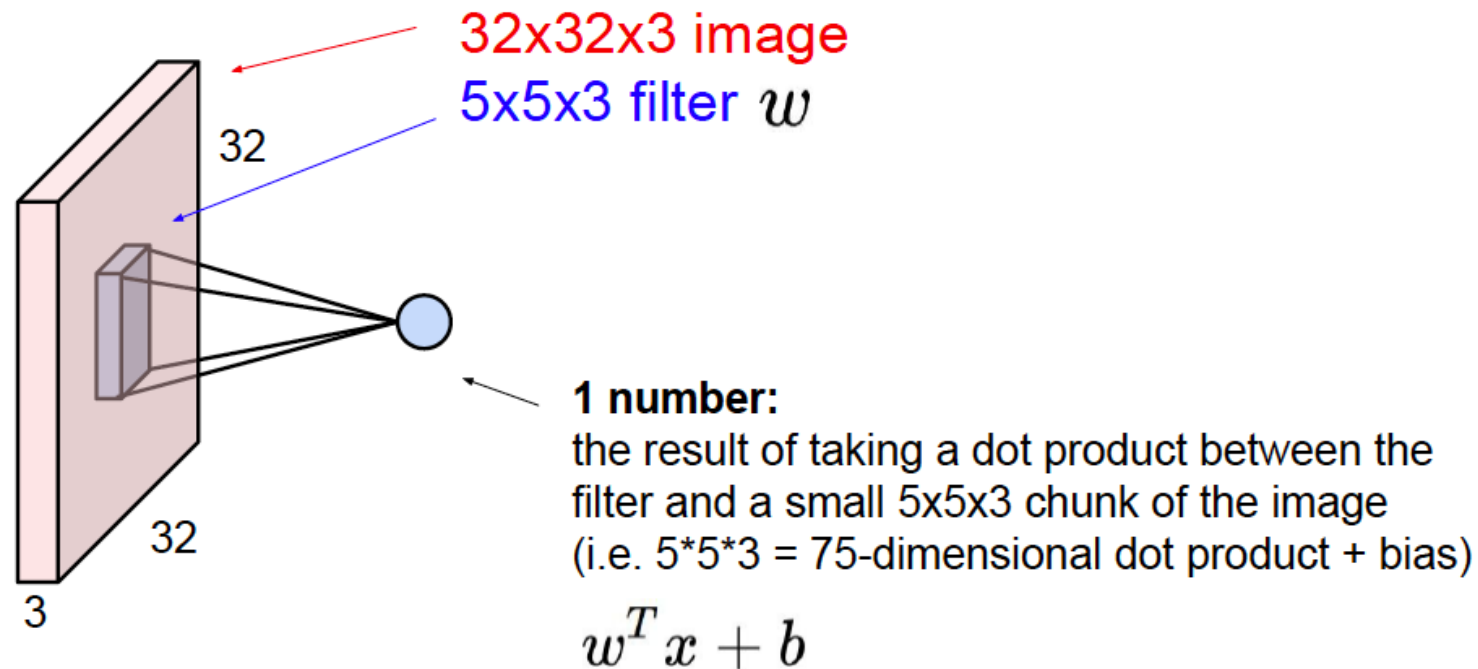 32x32x3 image
5x5x3 filter w
32
32
3
1 number:
the result of taking a dot product between the
filter and a small 5x5x3 chunk of the image
(i.e. 5*5*3 = 75-dimensional dot product + bias)
w^T x + b